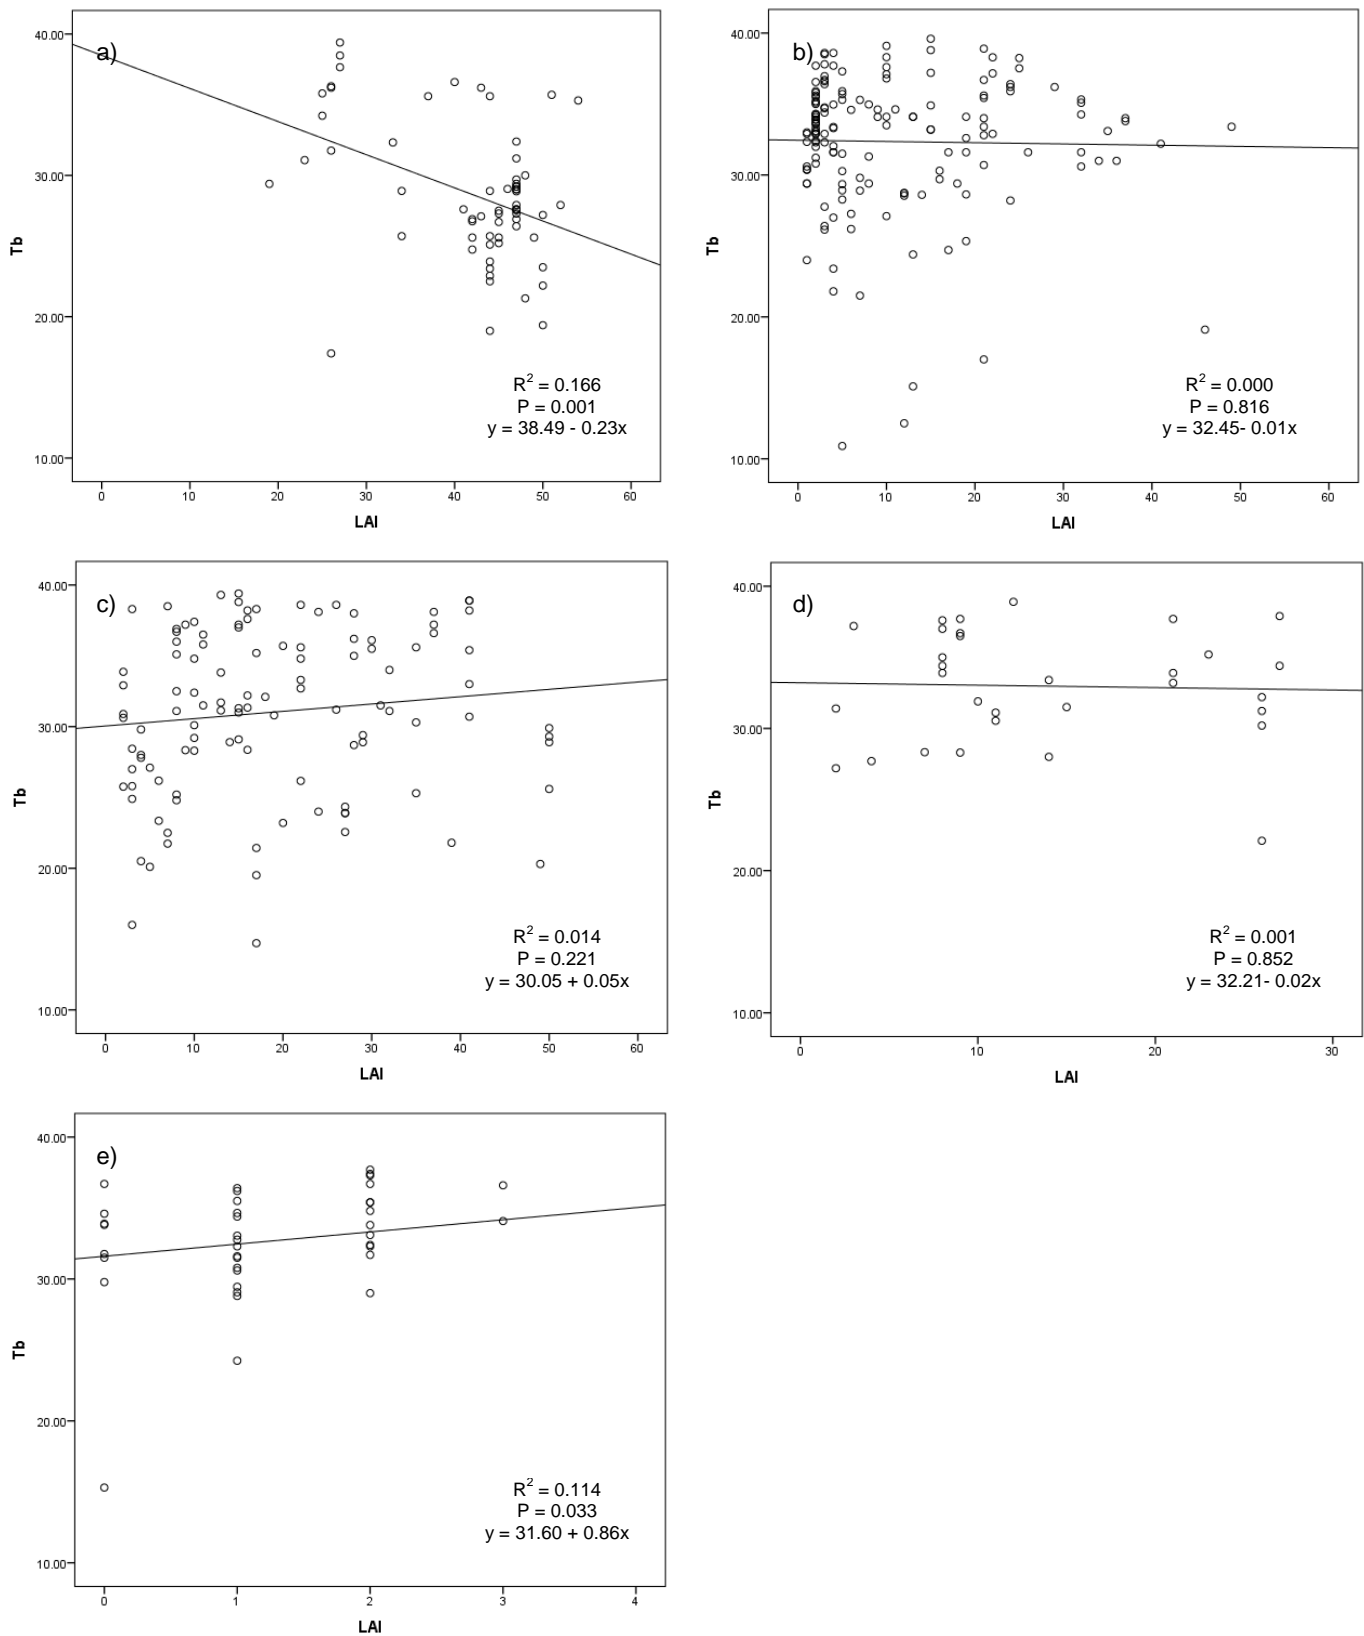 a)
40.00
30.00
Tb
20.00
R² = 0.166
P = 0.001
y = 38.49 - 0.23x
10.00
0 10 20 30 40 50 60
LAI
b)
40.00
30.00
Tb
20.00
R² = 0.000
P = 0.816
y = 32.45- 0.01x
10.00
0 10 20 30 40 50 60
LAI
c)
40.00
30.00
Tb
20.00
R² = 0.014
P = 0.221
y = 30.05 + 0.05x
10.00
0 10 20 30 40 50 60
LAI
d)
40.00
30.00
Tb
20.00
R² = 0.001
P = 0.852
y = 32.21- 0.02x
10.00
0 10 20 30
LAI
e)
40.00
30.00
Tb
20.00
R² = 0.114
P = 0.033
y = 31.60 + 0.86x
10.00
0 1 2 3 4
LAI